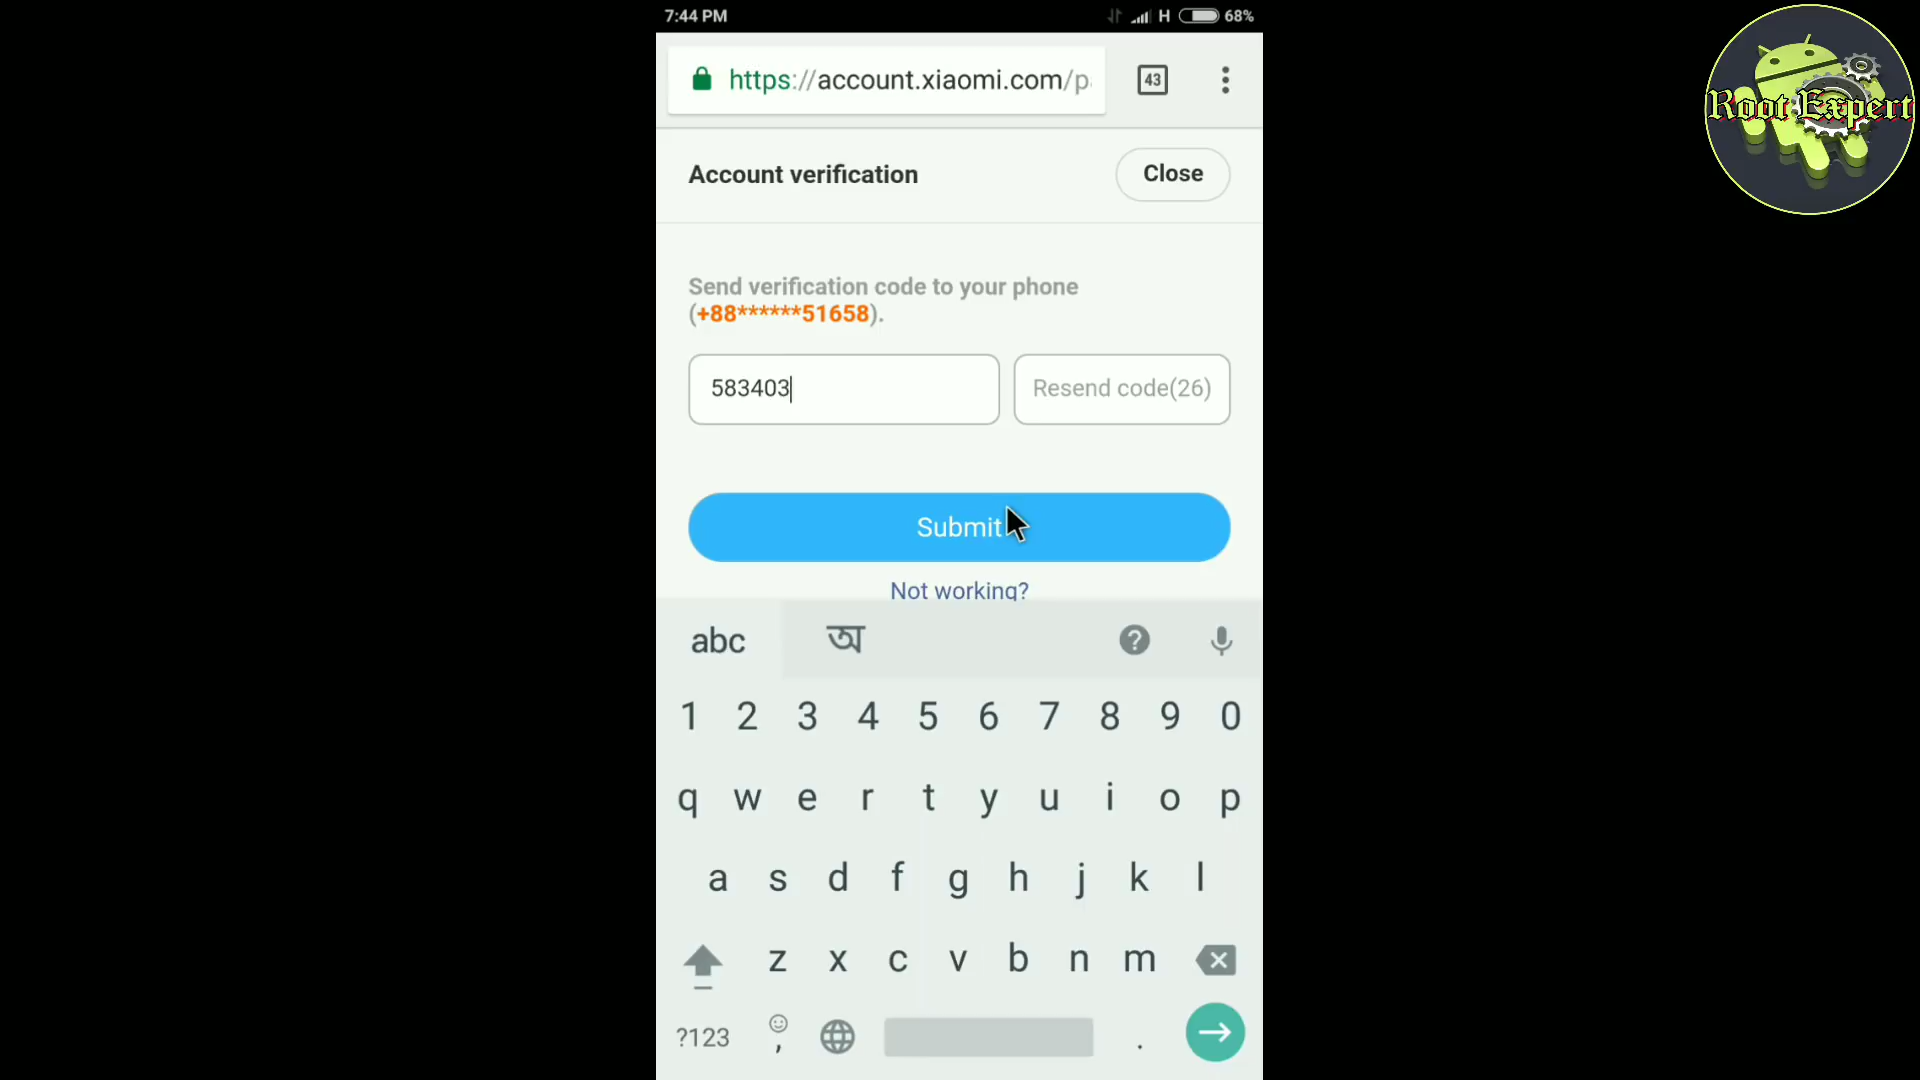 7:44 PM
H
68%
Root Expert
https://account.xiaomi.com/p
43
Account verification
Close
Send verification code to your phone
(+88******51658).
583403
Resend code(26)
Submit
Not working?
abc
অ
?
1 2 3 4 5 6 7 8 9 0
q w e r t y u i o p
a s d f g h j k l
z x c v b n m
?123
, .